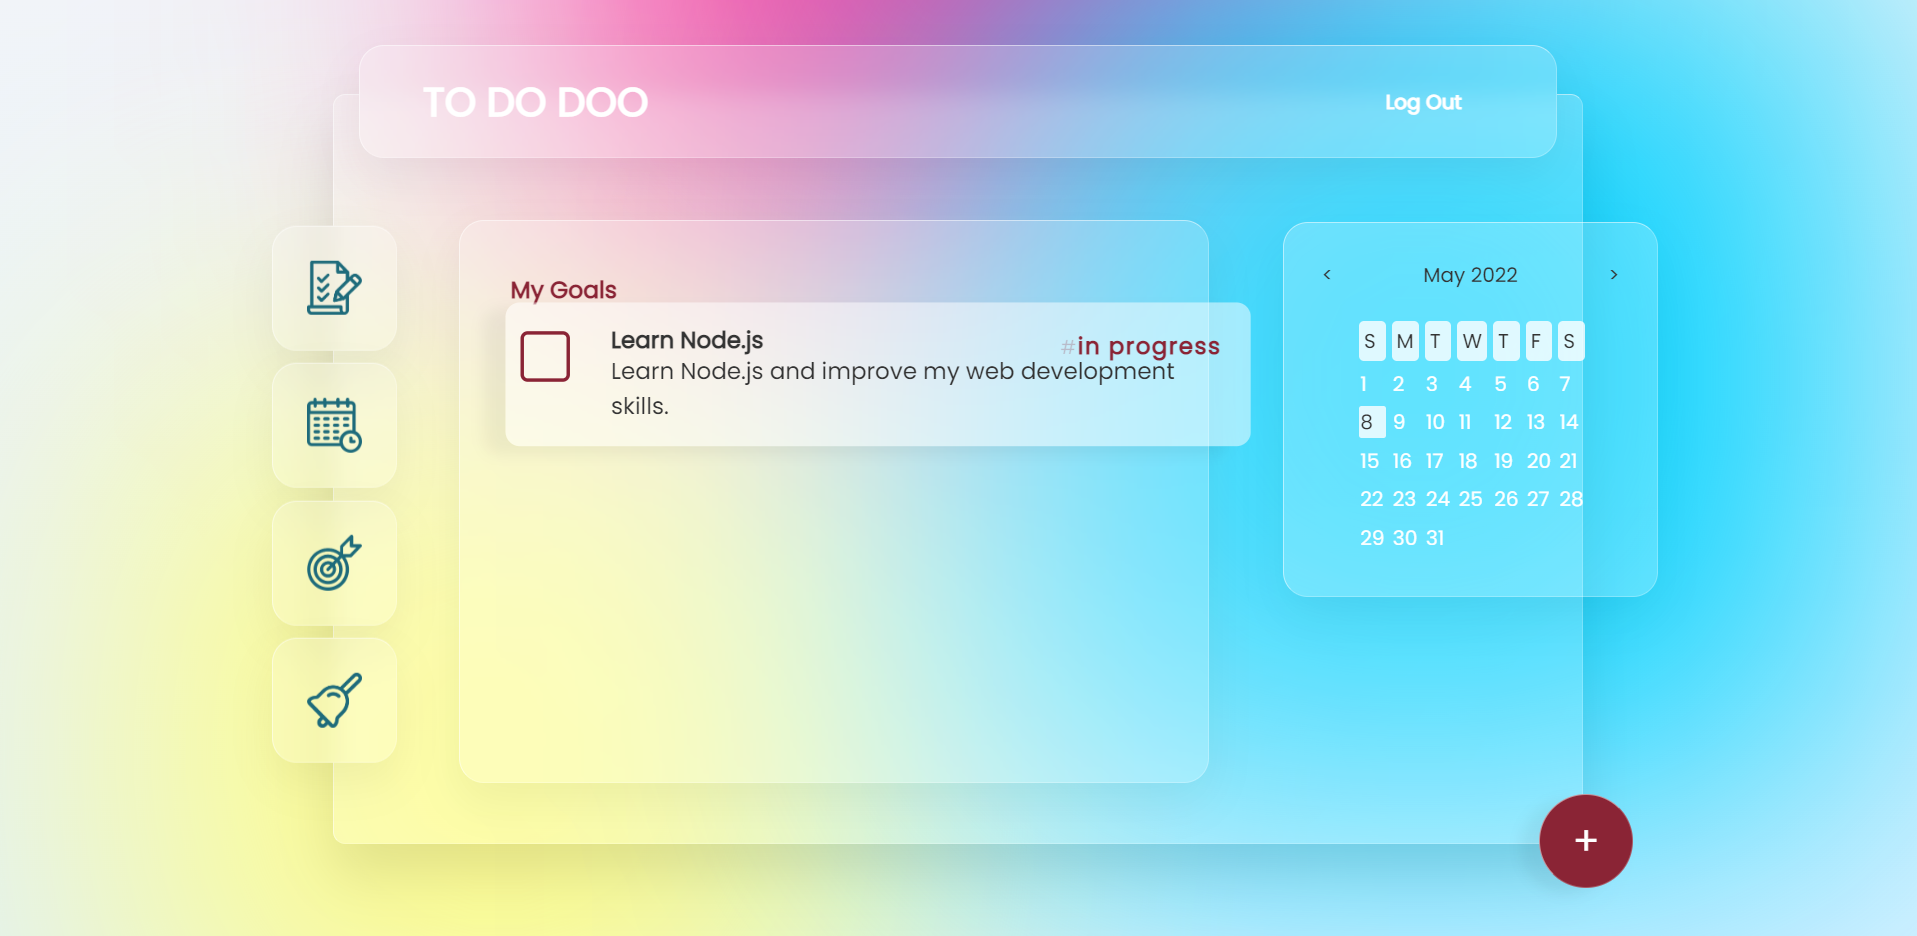 TO DO DOO
Log Out
My Goals
Learn Node.js
#in progress
Learn Node.js and improve my web development
skills.
< May 2022 >
S M T W T F S
1 2 3 4 5 6 7
8 9 10 11 12 13 14
15 16 17 18 19 20 21
22 23 24 25 26 27 28
29 30 31
+